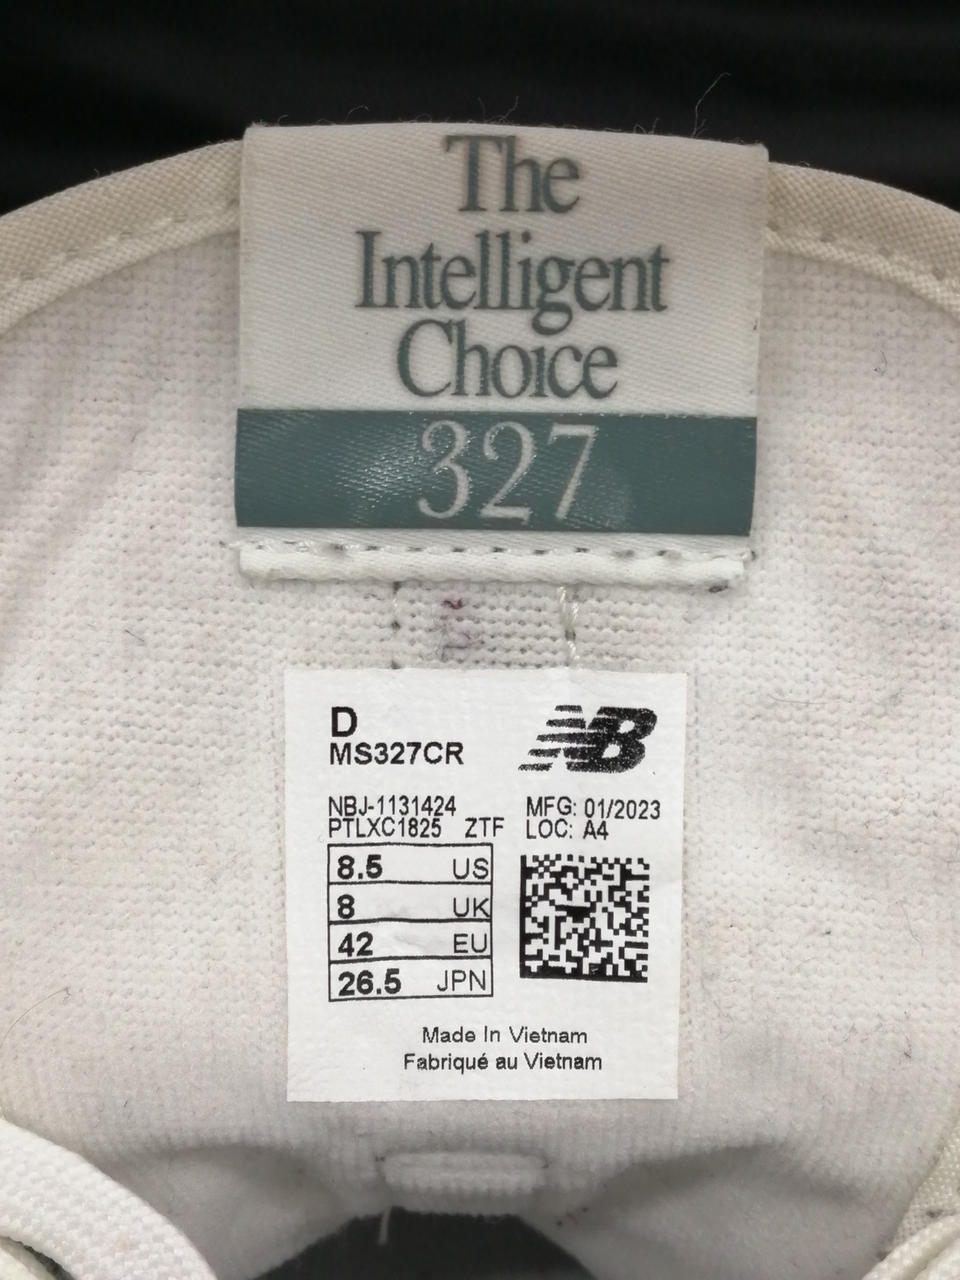 The
Intelligent
Choice
327
D
MS327CR
NB
NBJ-1131424 MFG: 01/2023
PTLXC1825 ZTF LOC: A4
8.5 US
8 UK
42 EU
26.5 JPN
Made In Vietnam
Fabriqué au Vietnam